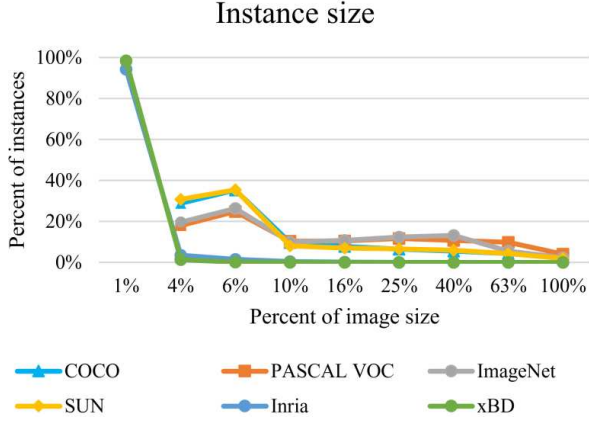 Instance size
Percent of instances
100%
80%
60%
40%
20%
0%
1% 4% 6% 10% 16% 25% 40% 63% 100%
Percent of image size
COCO PASCAL VOC ImageNet
SUN Inria xBD